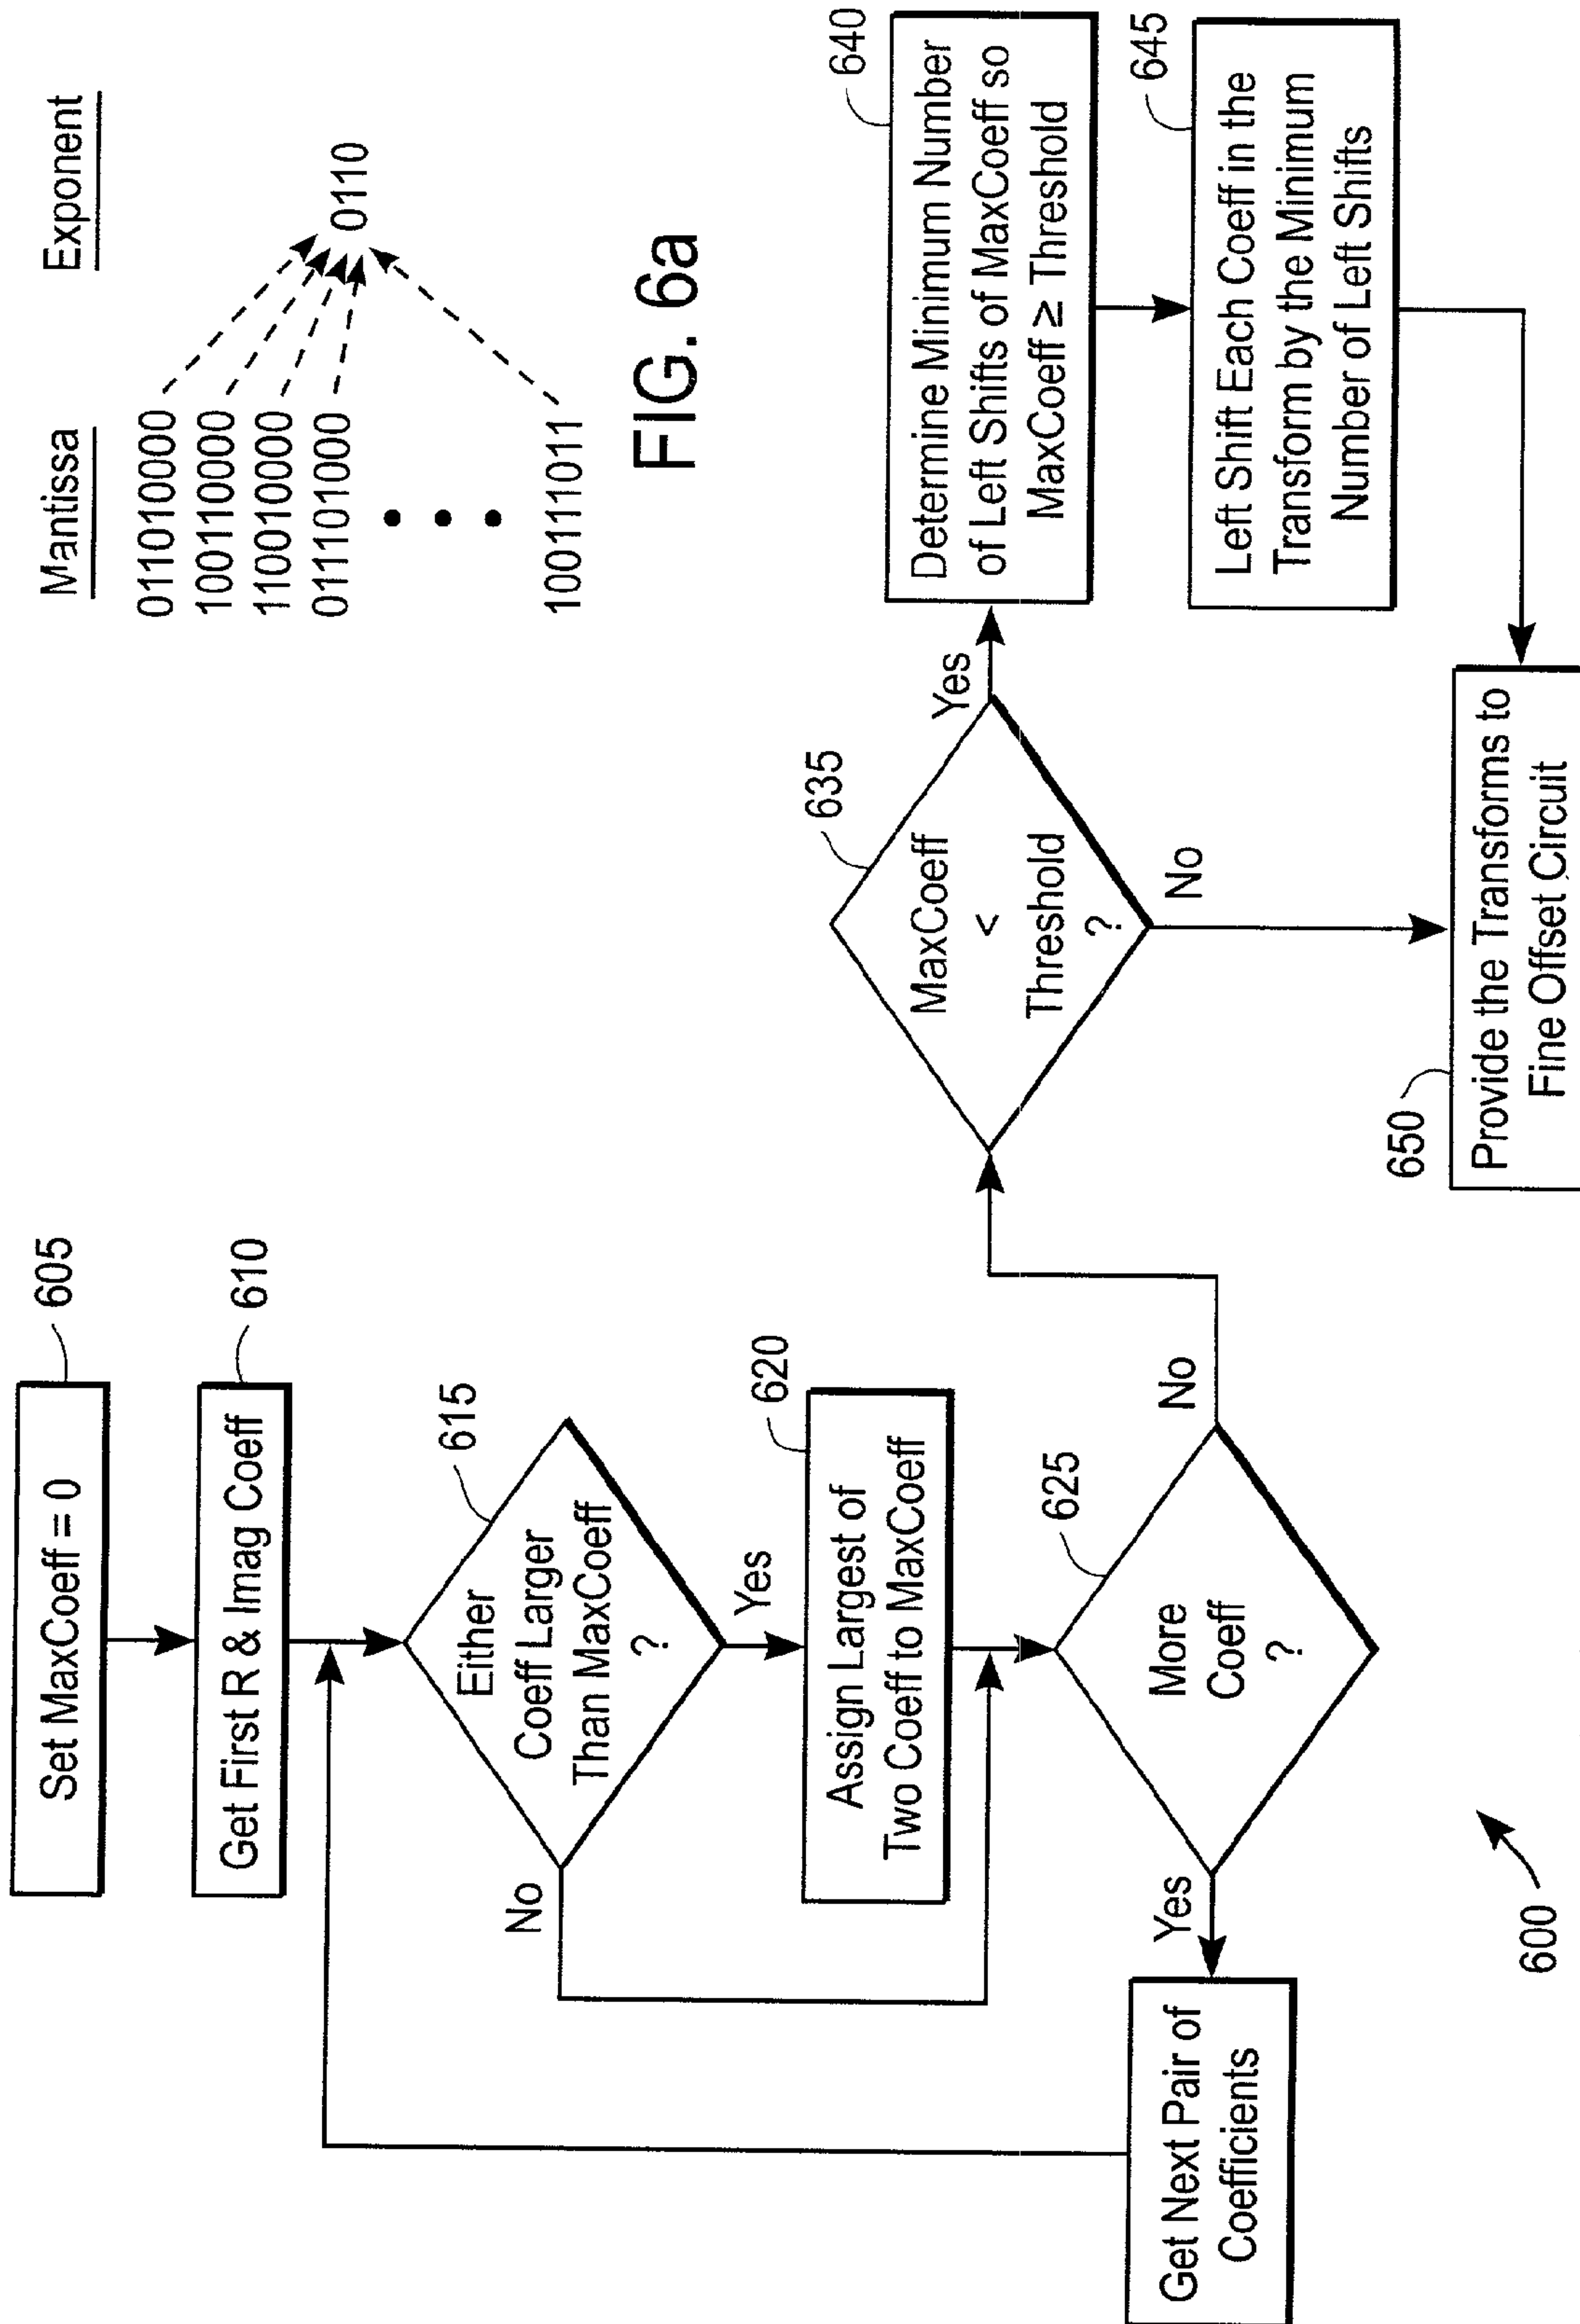 Mantissa
Exponent
011010000
100110000
110010000
011101000
100111011
0110
FIG. 6a
Set MaxCoeff = 0
605
Get First R & Imag Coeff
610
Either
Coeff Larger
Than MaxCoeff
?
615
No
Yes
Assign Largest of
Two Coeff to MaxCoeff
620
More
Coeff
?
625
Yes
No
Get Next Pair of
Coefficients
600
MaxCoeff
<
Threshold
?
635
Yes
No
Determine Minimum Number
of Left Shifts of MaxCoeff so
MaxCoeff ≥ Threshold
640
Left Shift Each Coeff in the
Transform by the Minimum
Number of Left Shifts
645
Provide the Transforms to
Fine Offset Circuit
650